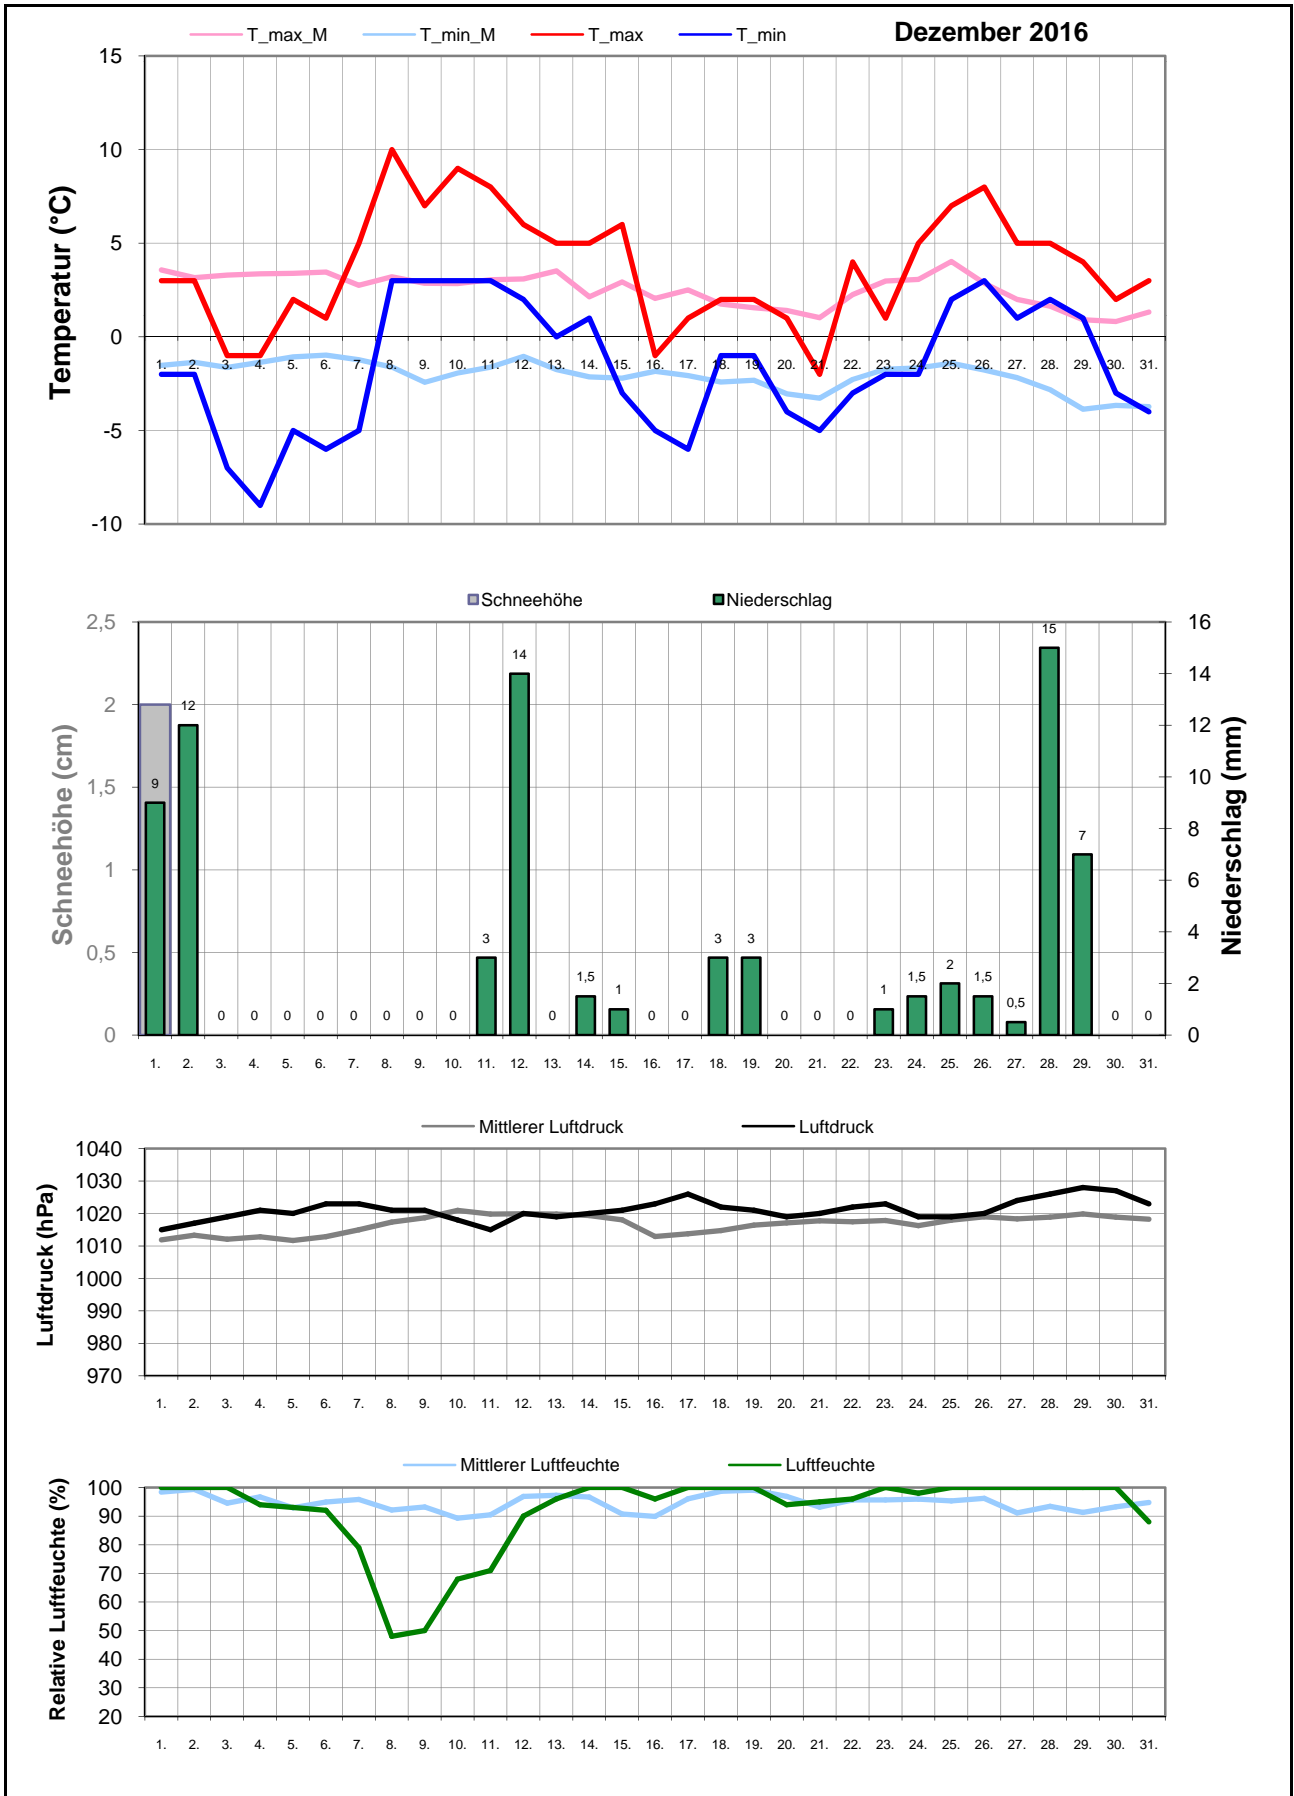 T_max_M T_min_M T_max T_min Dezember 2016
Temperatur (°C)
15
10
5
0
-5
-10
1. 2. 3. 4. 5. 6. 7. 8. 9. 10. 11. 12. 13. 14. 15. 16. 17. 18. 19. 20. 21. 22. 23. 24. 25. 26. 27. 28. 29. 30. 31.
Schneehöhe Niederschlag
Schneehöhe (cm)
2,5
2
1,5
1
0,5
0
9 12 0 0 0 0 0 0 0 0 3 14 0 1,5 1 0 0 3 3 0 0 0 1 1,5 2 1,5 0,5 15 7 0 0
16
14
12
10
8
6
4
2
0
Niederschlag (mm)
1. 2. 3. 4. 5. 6. 7. 8. 9. 10. 11. 12. 13. 14. 15. 16. 17. 18. 19. 20. 21. 22. 23. 24. 25. 26. 27. 28. 29. 30. 31.
Mittlerer Luftdruck Luftdruck
Luftdruck (hPa)
1040
1030
1020
1010
1000
990
980
970
1. 2. 3. 4. 5. 6. 7. 8. 9. 10. 11. 12. 13. 14. 15. 16. 17. 18. 19. 20. 21. 22. 23. 24. 25. 26. 27. 28. 29. 30. 31.
Mittlerer Luftfeuchte Luftfeuchte
Relative Luftfeuchte (%)
100
90
80
70
60
50
40
30
20
1. 2. 3. 4. 5. 6. 7. 8. 9. 10. 11. 12. 13. 14. 15. 16. 17. 18. 19. 20. 21. 22. 23. 24. 25. 26. 27. 28. 29. 30. 31.